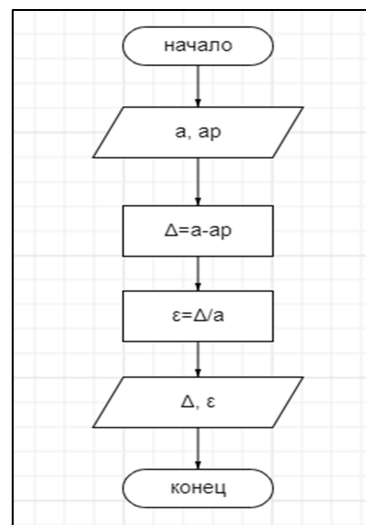 начало
a, ap
Δ=a-ap
ε=Δ/a
Δ, ε
конец